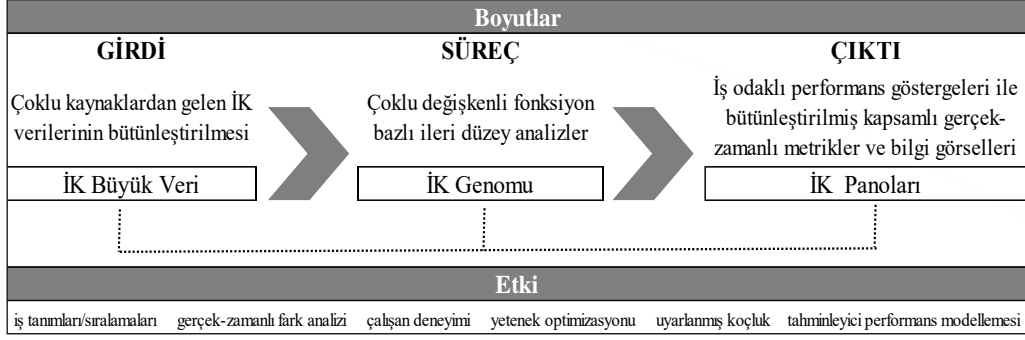 Boyutlar
GİRDİ
Çoklu kaynaklardan gelen İK
verilerinin bütünleştirilmesi
İK Büyük Veri
SÜREÇ
Çoklu değişkenli fonksiyon
bazlı ileri düzey analizler
İK Genomu
ÇIKTI
İş odaklı performans göstergeleri ile
bütünleştirilmiş kapsamlı gerçek-
zamanlı metrikler ve bilgi görselleri
İK Panoları
Etki
iş tanımları/sıralamaları gerçek-zamanlı fark analizi çalışan deneyimi yetenek optimizasyonu uyarlanmış koçluk tahminleyici performans modellemesi